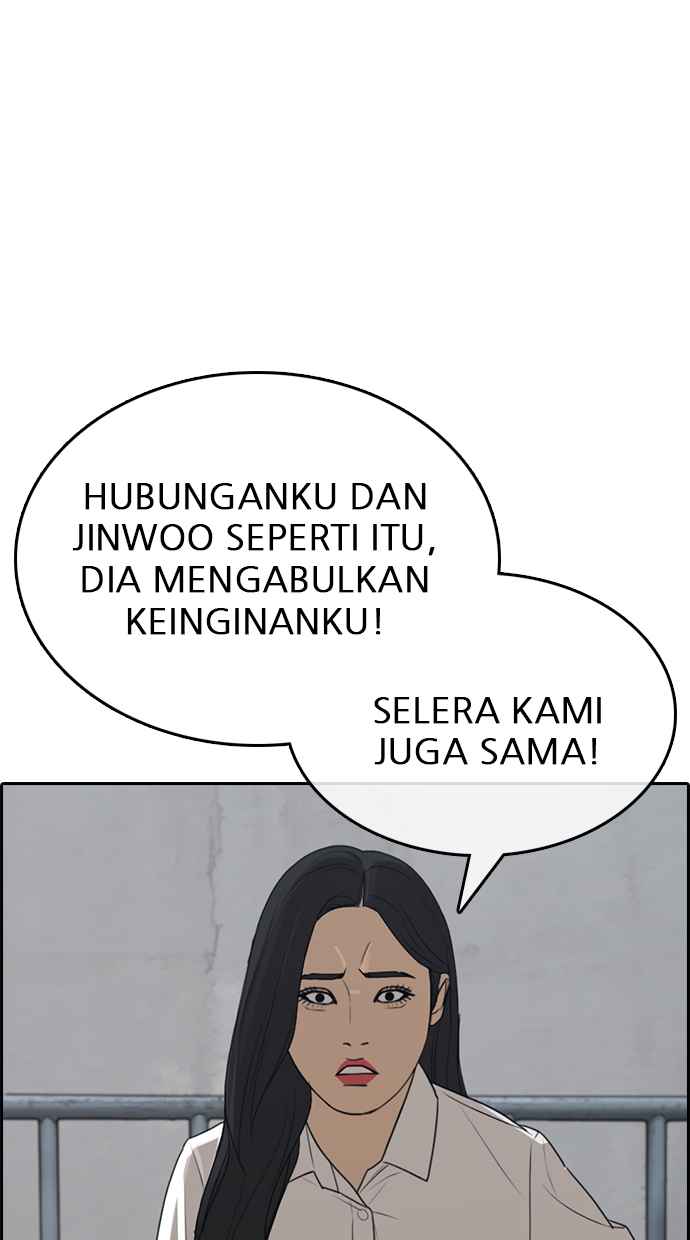 HUBUNGANKU DAN
JINWOO SEPERTI ITU,
DIA MENGABULKAN
KEINGINANKU!
SELERA KAMI
JUGA SAMA!